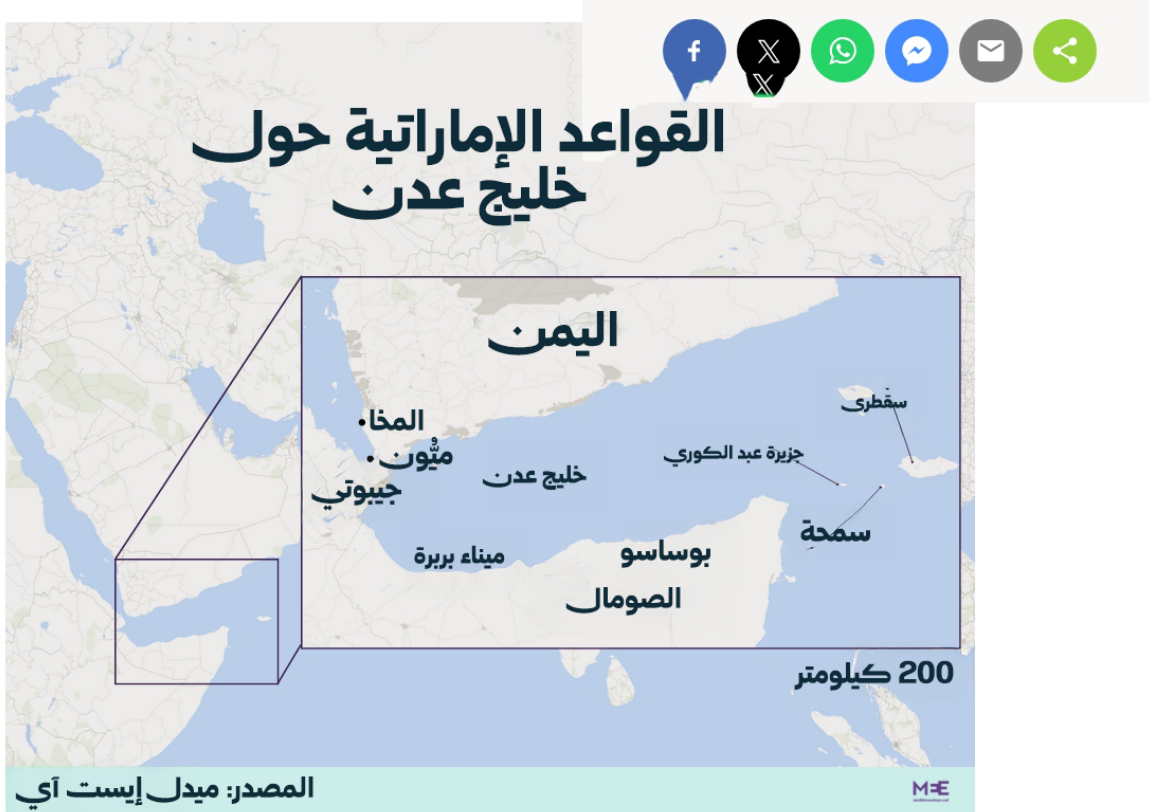 القواعد الإماراتية حول
خليج عدن
اليمن
سقطرى
المخا
جزيرة عبد الكوري
ميُّون
خليج عدن
جيبوتي
سمحة
ميناء بربرة
بوساسو
الصومال
200 كيلومتر
المصدر: ميدل إيست آي
MEE